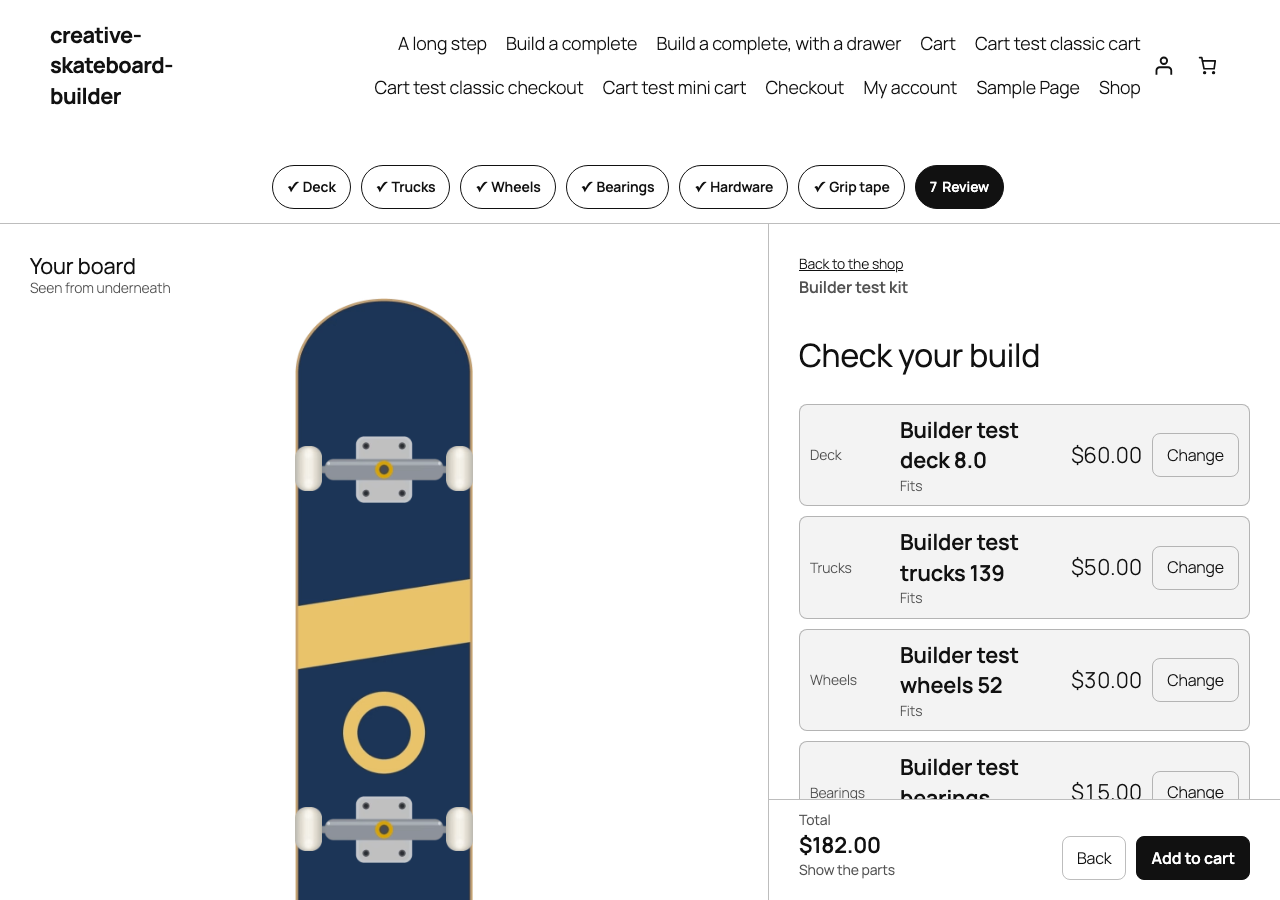 creative-
skateboard-
builder
A long step Build a complete Build a complete, with a drawer Cart Cart test classic cart
Cart test classic checkout Cart test mini cart Checkout My account Sample Page Shop
✓ Deck ✓ Trucks ✓ Wheels ✓ Bearings ✓ Hardware ✓ Grip tape 7 Review
Your board
Seen from underneath
Back to the shop
Builder test kit
Check your build
Deck
Builder test
deck 8.0
Fits
$60.00
Change
Trucks
Builder test
trucks 139
Fits
$50.00
Change
Wheels
Builder test
wheels 52
Fits
$30.00
Change
Bearings
Builder test
bearings
$15.00
Change
Total
$182.00
Show the parts
Back
Add to cart